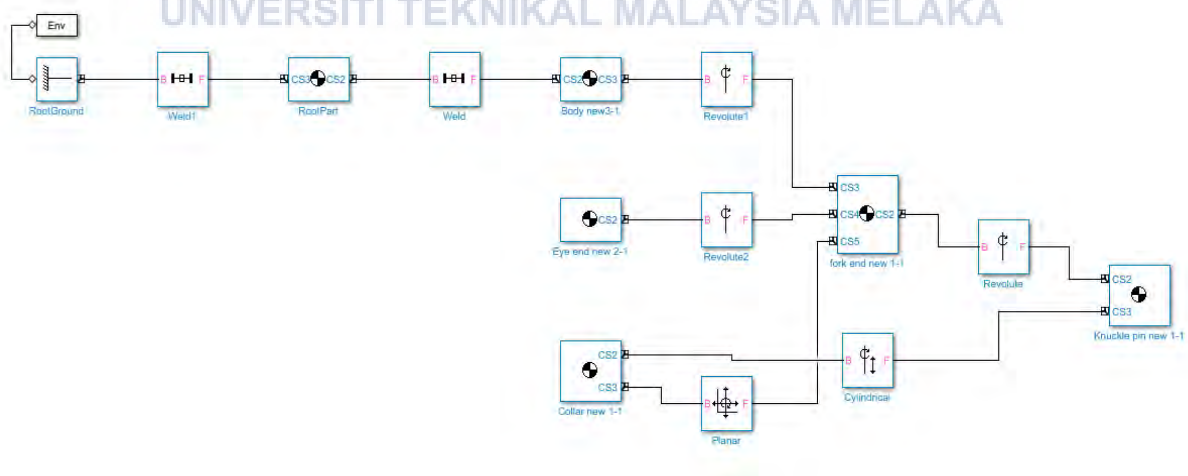 UNIVERSITI TEKNIKAL MALAYSIA MELAKA
Env
RootGround
B F
Weld1
CS3 CS2
RootPart
B F
Weld
CS2 CS3
Body new2-1
B F
Revolute1
CS2
Eye end new 2-1
B F
Revolute2
CS3
CS4 CS2
CS5
fork end new 1-1
B F
Revolute
CS2
CS3
Knuckle pin new 1-1
CS2
CS3
Collar new 1-1
B F
Planar
B F
Cylindrical